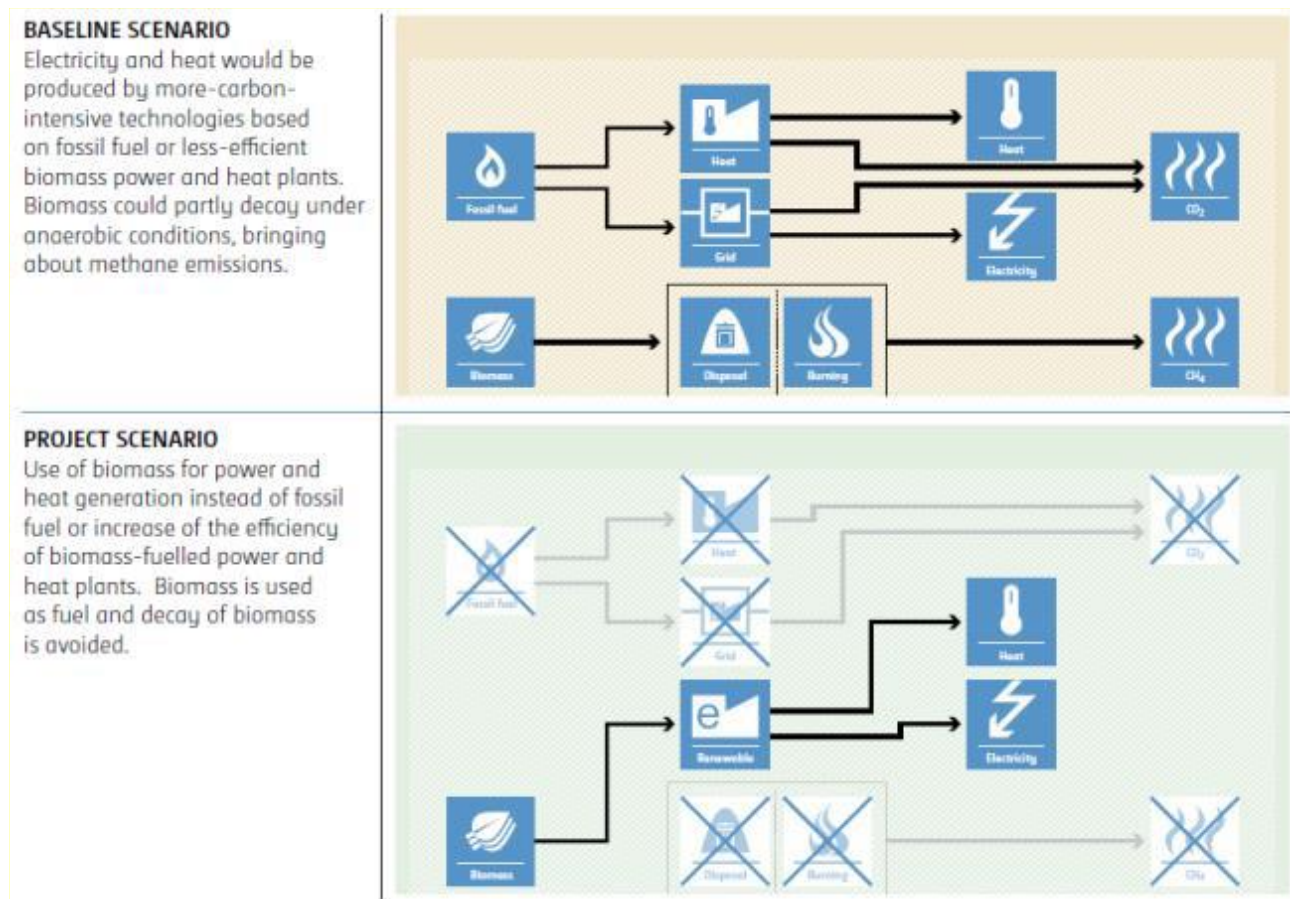 BASELINE SCENARIO
Electricity and heat would be
produced by more-carbon-
intensive technologies based
on fossil fuel or less-efficient
biomass power and heat plants.
Biomass could partly decay under
anaerobic conditions, bringing
about methane emissions.
Fossil fuel
Heat
Grid
Heat
Electricity
CO₂
Biomass
Disposal
Burning
CH₄
PROJECT SCENARIO
Use of biomass for power and
heat generation instead of fossil
fuel or increase of the efficiency
of biomass-fuelled power and
heat plants.  Biomass is used
as fuel and decay of biomass
is avoided.
Fossil fuel
Heat
Grid
CO₂
Renewable
e
Heat
Electricity
Biomass
Disposal
Burning
CH₄